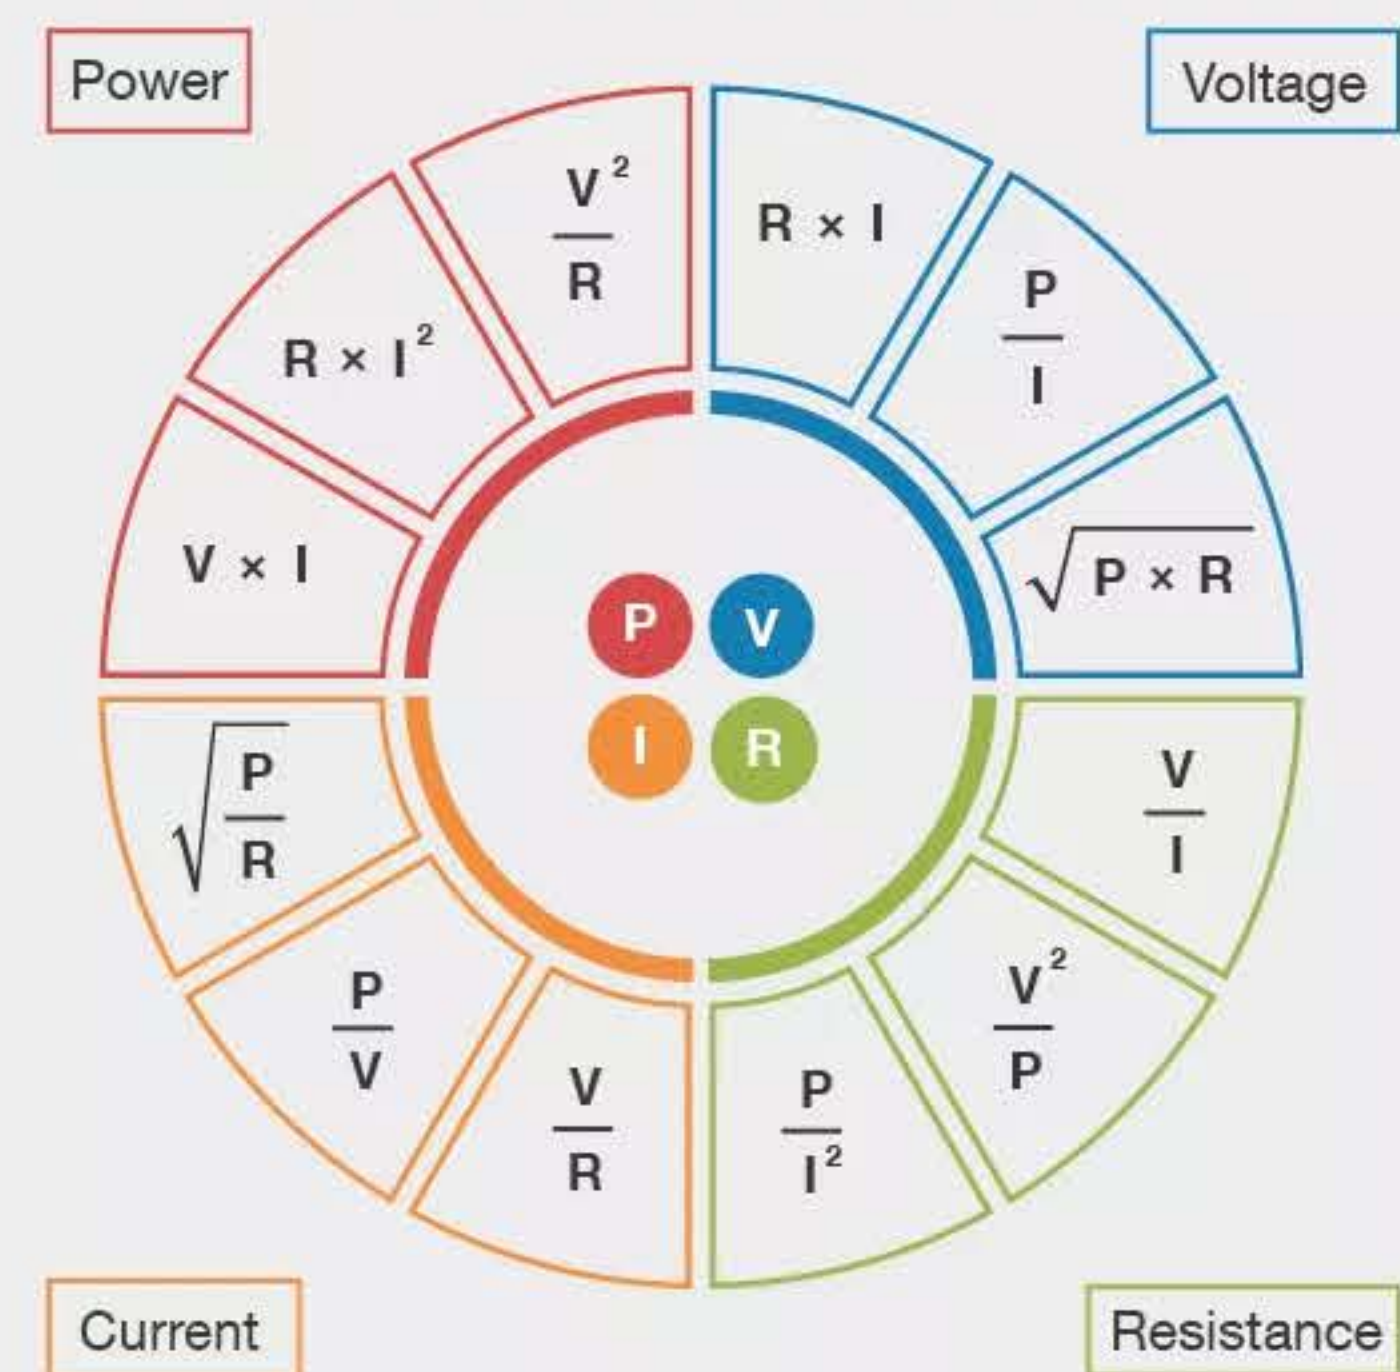 Power
Voltage
V²
R
R × I
R × I²
P
I
V × I
√P × R
P V
I R
√P
R
V
I
P
V
V²
P
V
R
P
I²
Current
Resistance